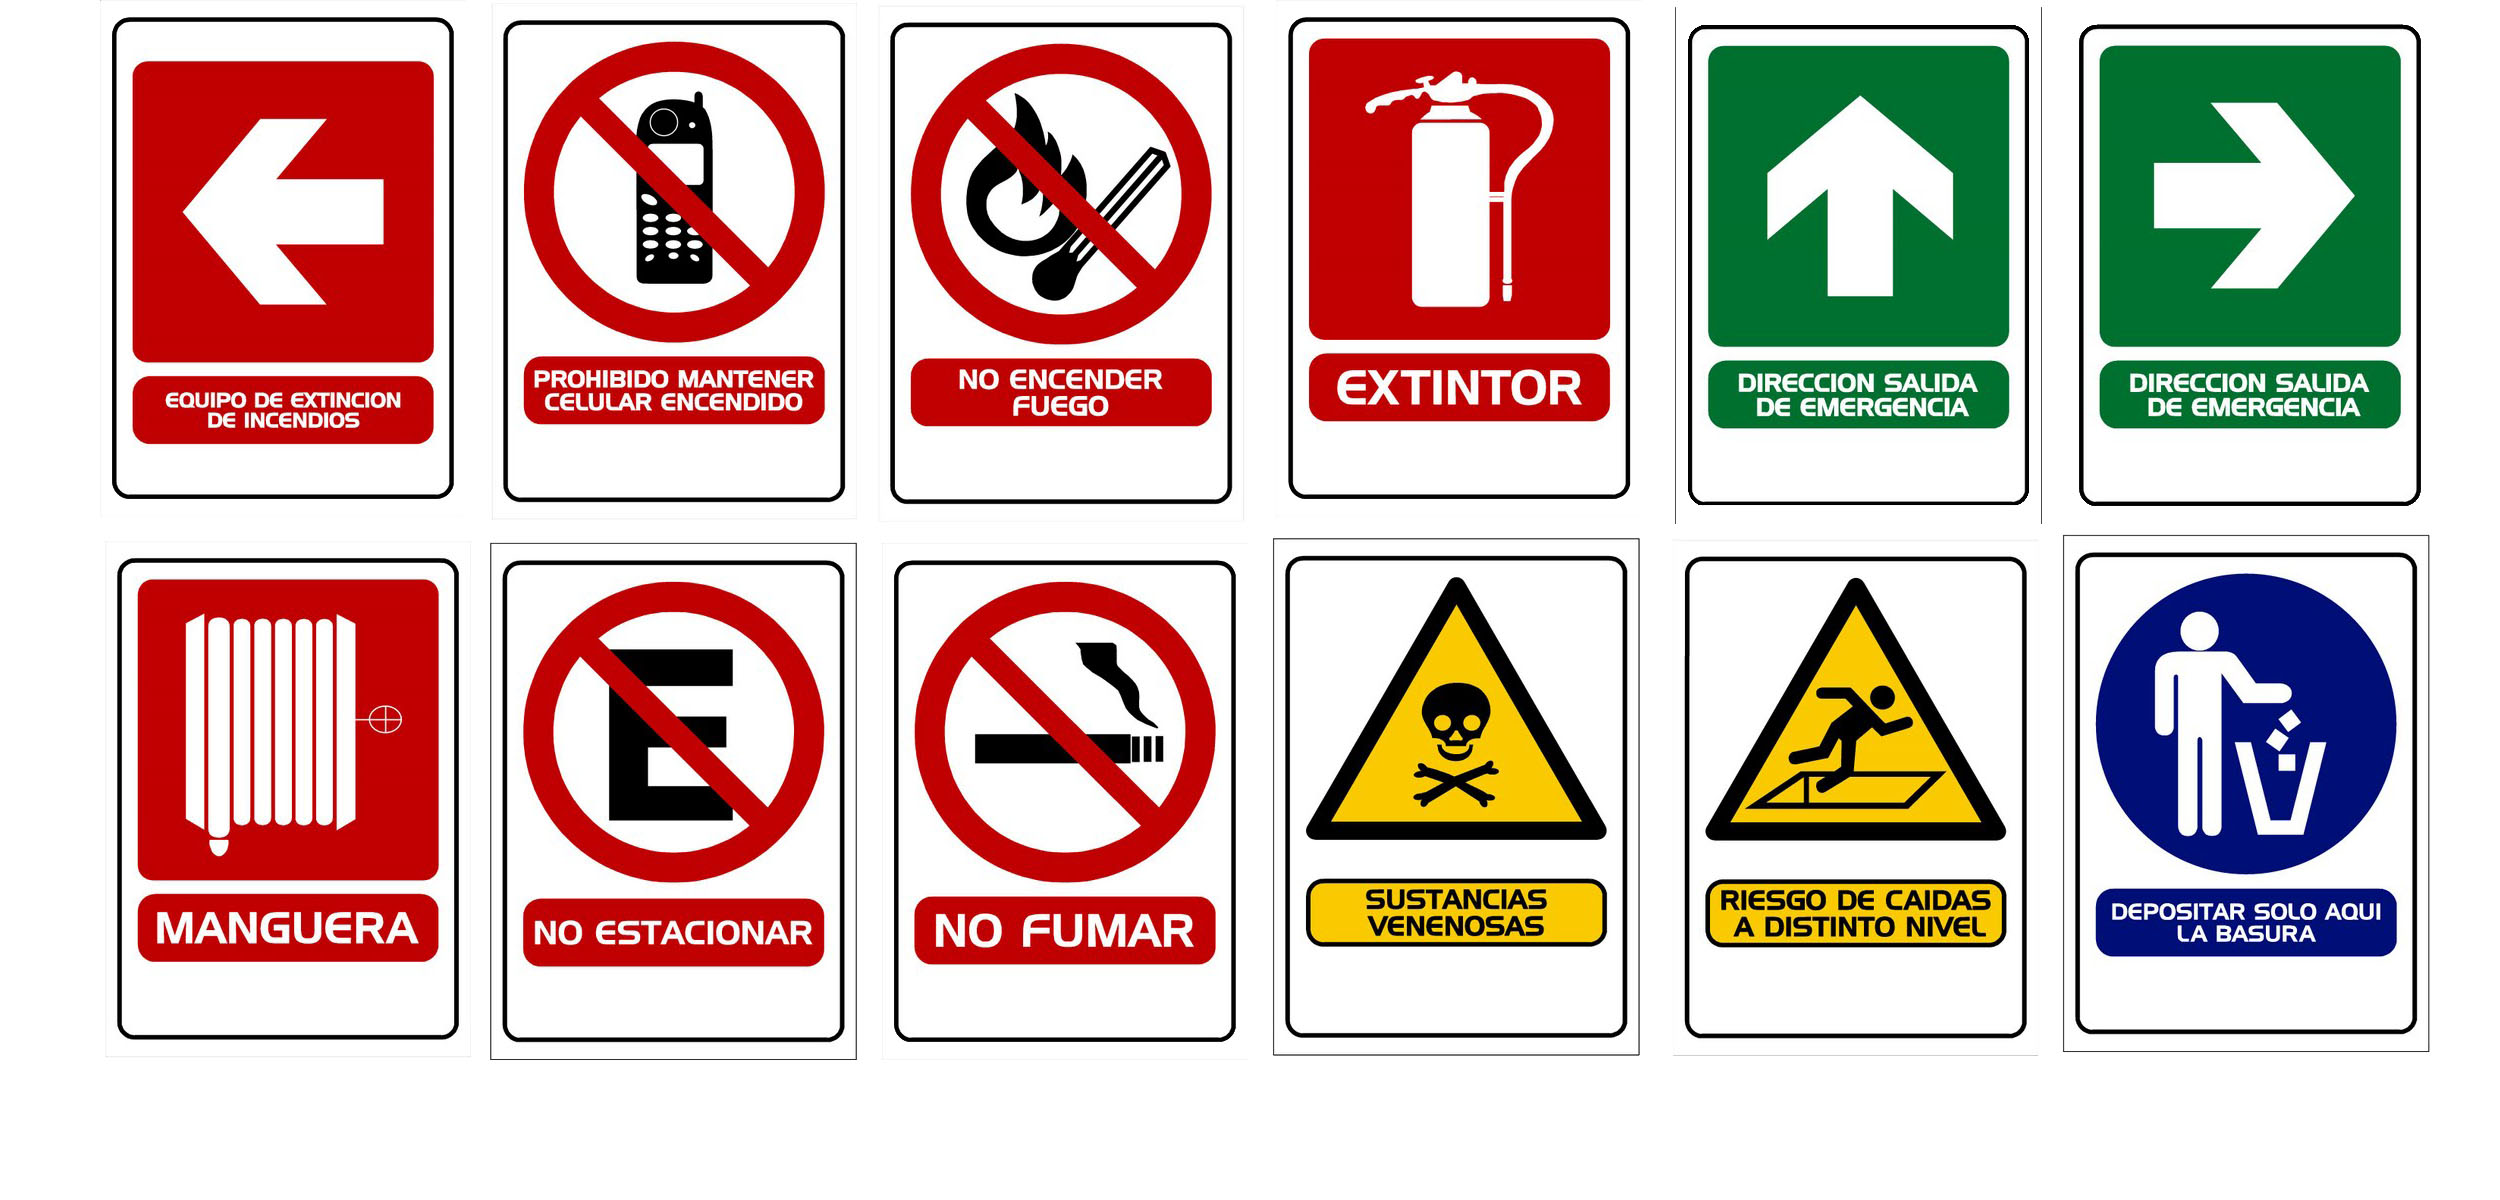 EQUIPO DE EXTINCION
DE INCENDIOS
PROHIBIDO MANTENER
CELULAR ENCENDIDO
NO ENCENDER
FUEGO
EXTINTOR
DIRECCION SALIDA
DE EMERGENCIA
DIRECCION SALIDA
DE EMERGENCIA
MANGUERA
E
NO ESTACIONAR
NO FUMAR
SUSTANCIAS
VENENOSAS
RIESGO DE CAIDAS
A DISTINTO NIVEL
DEPOSITAR SOLO AQUI
LA BASURA